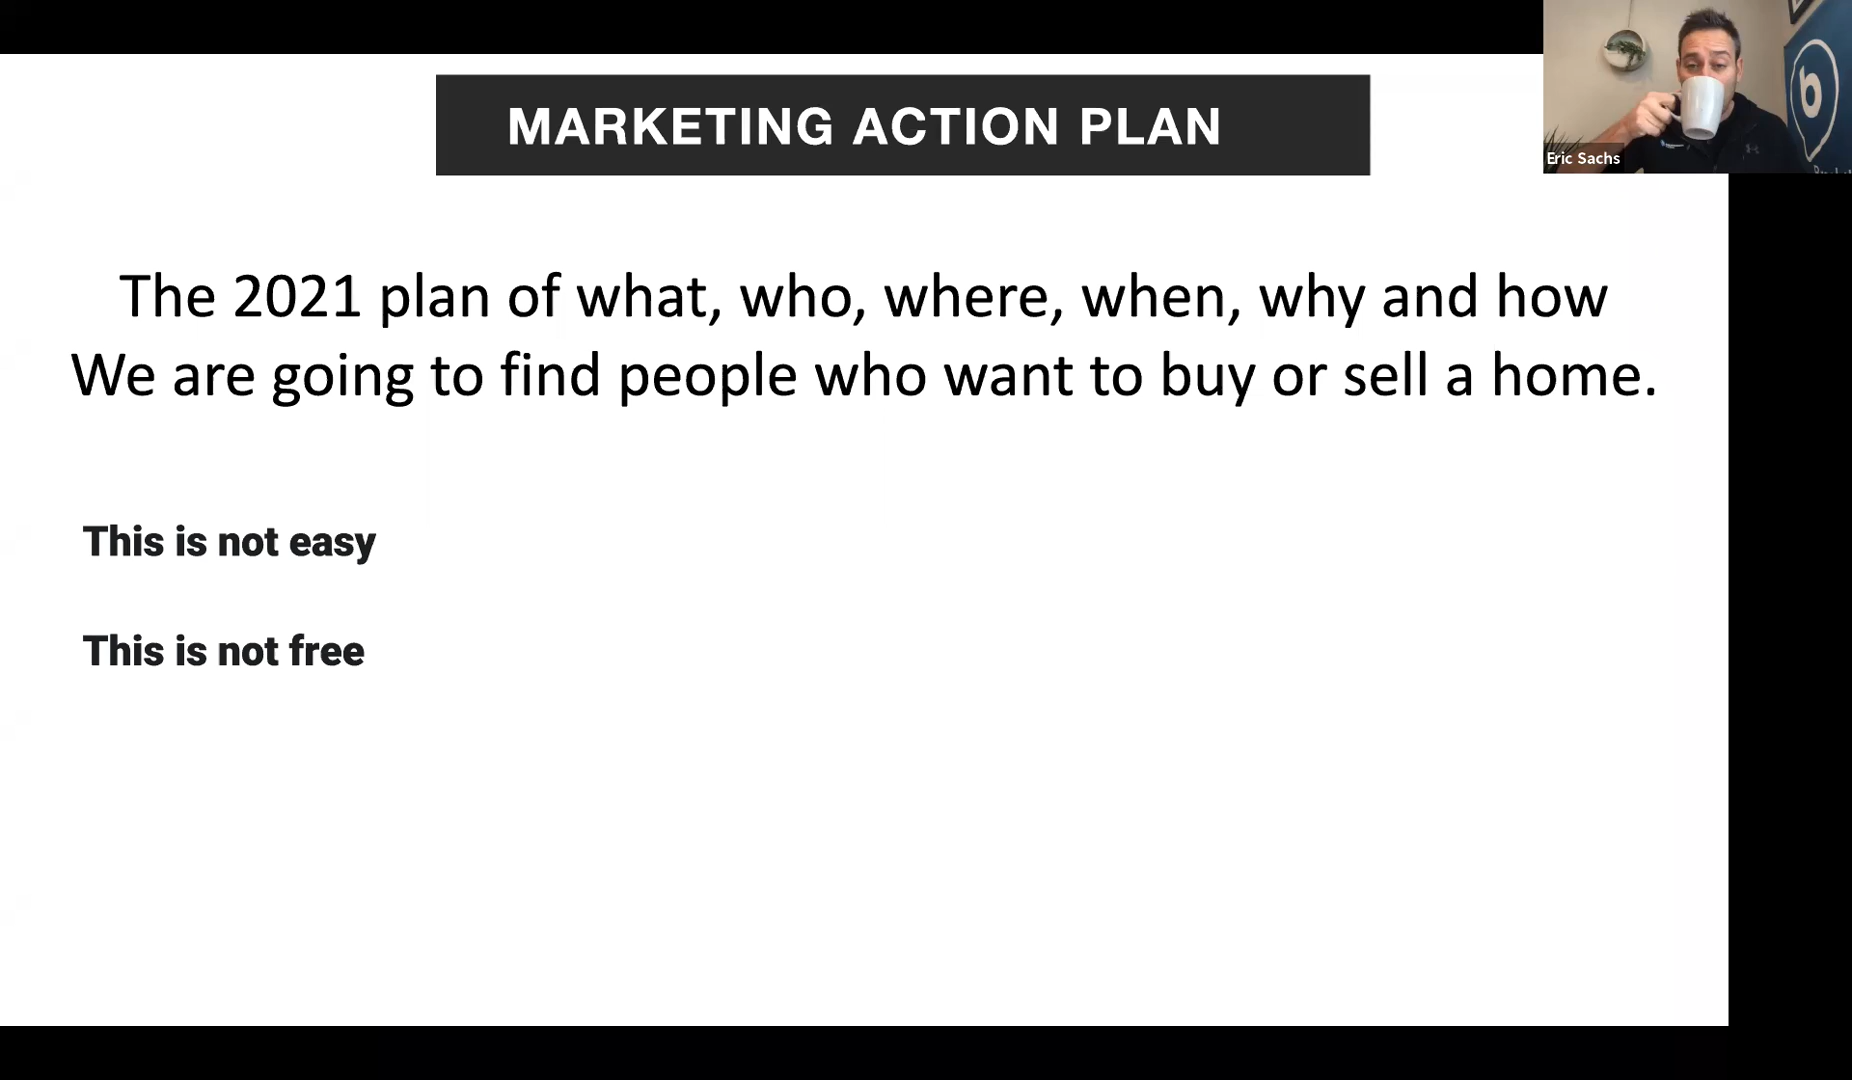 MARKETING ACTION PLAN
The 2021 plan of what, who, where, when, why and how
We are going to find people who want to buy or sell a home.
This is not easy
This is not free
Eric Sachs
b